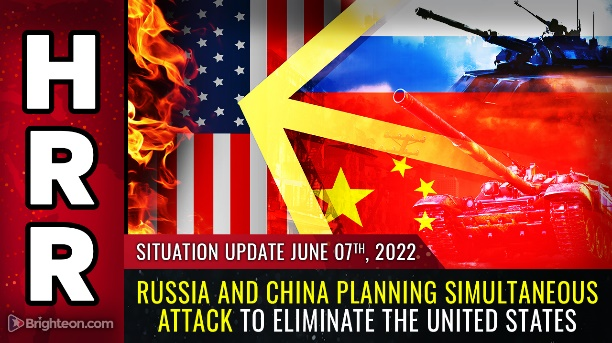 HRR
SITUATION UPDATE JUNE 07TH, 2022
RUSSIA AND CHINA PLANNING SIMULTANEOUS
ATTACK TO ELIMINATE THE UNITED STATES
Brighteon.com